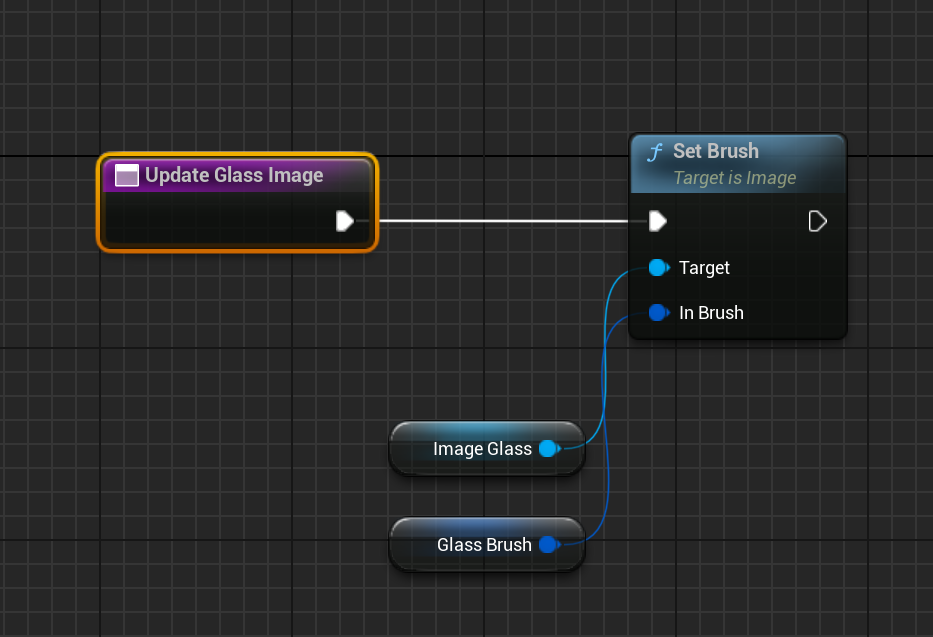 Update Glass Image
Set Brush
Target is Image
Target
In Brush
Image Glass
Glass Brush